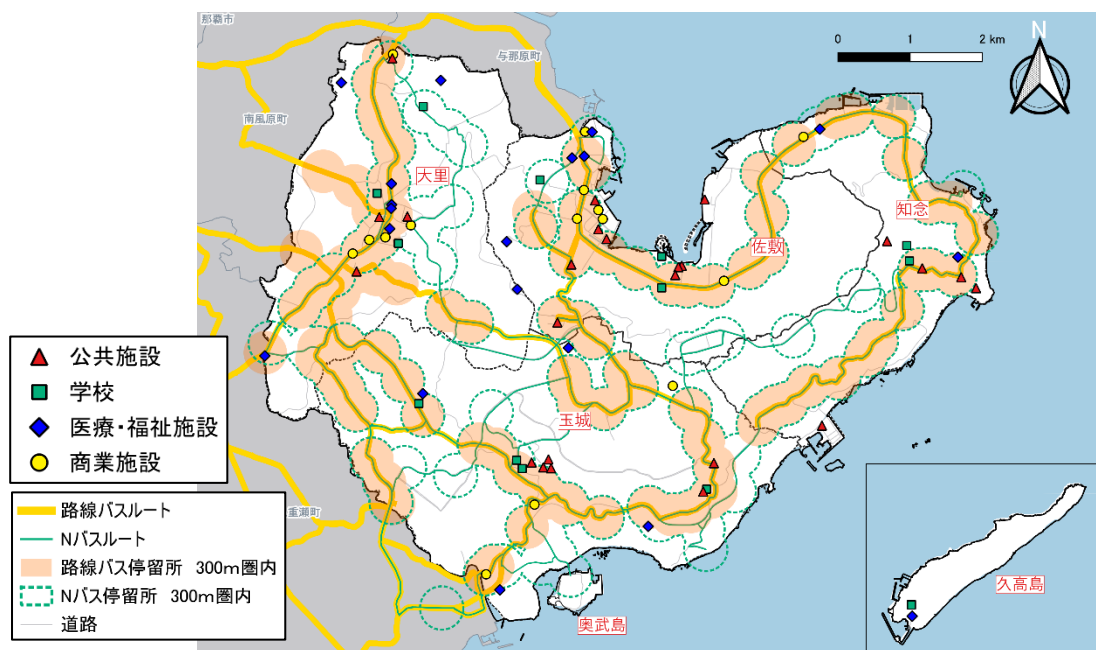 那覇市
与那原町
南風原町
0 1 2 km
N
大里
知念
佐敷
公共施設
学校
医療・福祉施設
商業施設
玉城
路線バスルート
Nバスルート
路線バス停留所 300m圏内
Nバス停留所 300m圏内
道路
重瀬町
奥武島
久高島